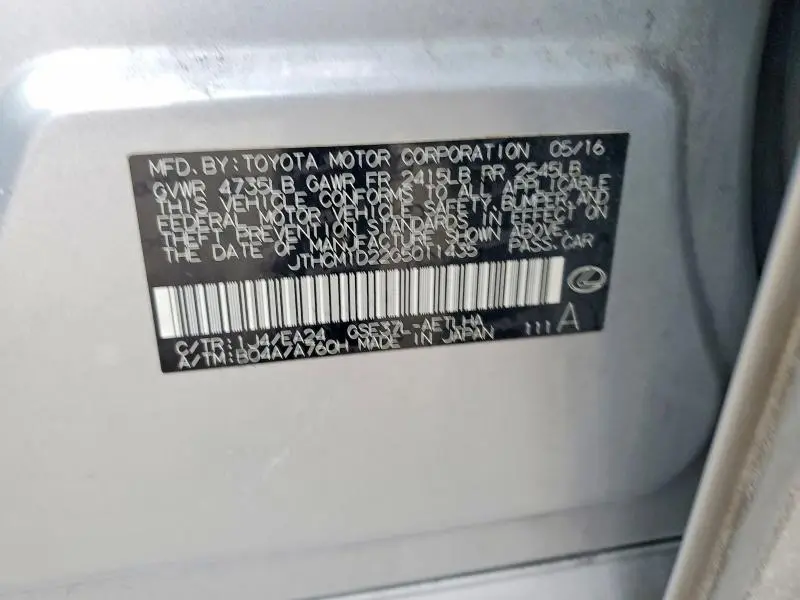 MFD. BY: TOYOTA MOTOR CORPORATION 05/16
GVWR 4735LB GAWR FR 2415LB RR 2545LB
THIS VEHICLE CONFORMS TO ALL APPLICABLE
FEDERAL MOTOR VEHICLE SAFETY, BUMPER, AND
THEFT PREVENTION STANDARDS IN EFFECT ON
THE DATE OF MANUFACTURE SHOWN ABOVE.
JTHCM1D22G5011435 PASS.CAR
C/TR: 1J4/EA24 GSE37L-AETLHA
A/TM: B04A/A760H MADE IN JAPAN 111 A